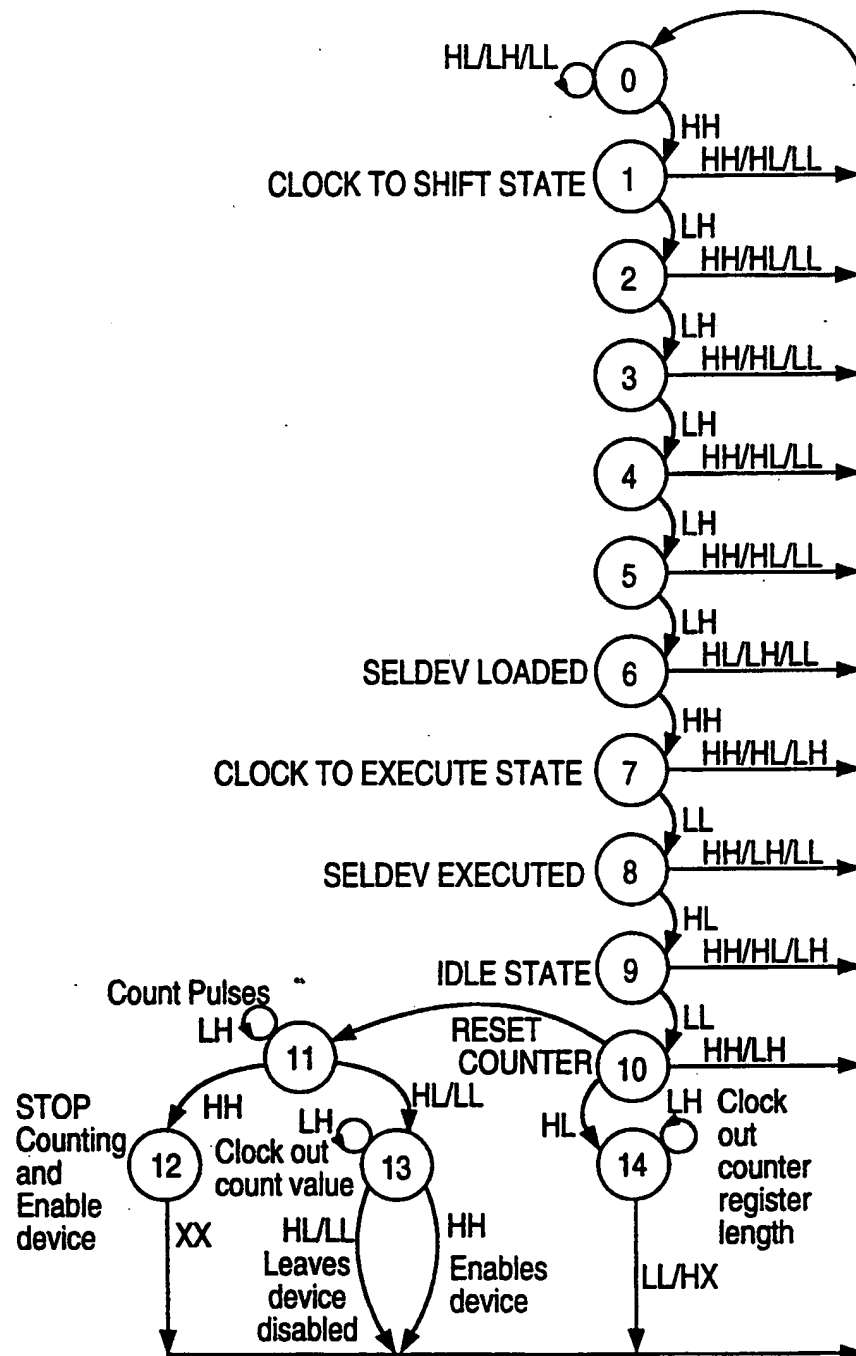 HL/LH/LL
0
HH
CLOCK TO SHIFT STATE
1
HH/HL/LL
LH
2
HH/HL/LL
LH
3
HH/HL/LL
LH
4
HH/HL/LL
LH
5
HH/HL/LL
LH
SELDEV LOADED
6
HL/LH/LL
HH
CLOCK TO EXECUTE STATE
7
HH/HL/LH
LL
SELDEV EXECUTED
8
HH/LH/LL
HL
IDLE STATE
9
HH/HL/LH
LL
RESET
COUNTER
10
HH/LH
Count Pulses
LH
11
HH
HL/LL
STOP
Counting
and
Enable
device
12
XX
LH
Clock out
count value
13
HL/LL
Leaves
device
disabled
HH
Enables
device
HL
14
LH
Clock
out
counter
register
length
LL/HX